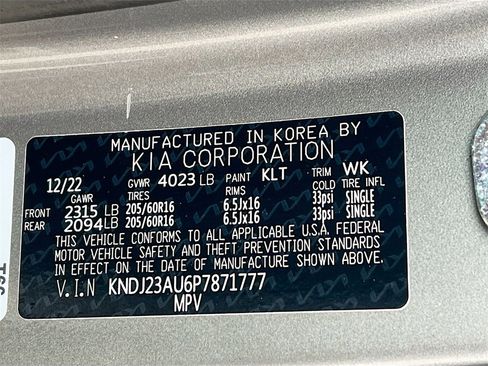 MANUFACTURED IN KOREA BY
KIA CORPORATION
12/22 GVWR 4023 LB PAINT KLT TRIM WK
GAWR TIRES RIMS COLD TIRE INFL
FRONT 2315 LB 205/60R16 6.5Jx16 33psi SINGLE
REAR 2094 LB 205/60R16 6.5Jx16 33psi SINGLE
THIS VEHICLE CONFORMS TO ALL APPLICABLE U.S.A. FEDERAL
MOTOR VEHICLE SAFETY AND THEFT PREVENTION STANDARDS
IN EFFECT ON THE DATE OF MANUFACTURE SHOWN ABOVE.
V.I.N KNDJ23AU6P7871777
MPV